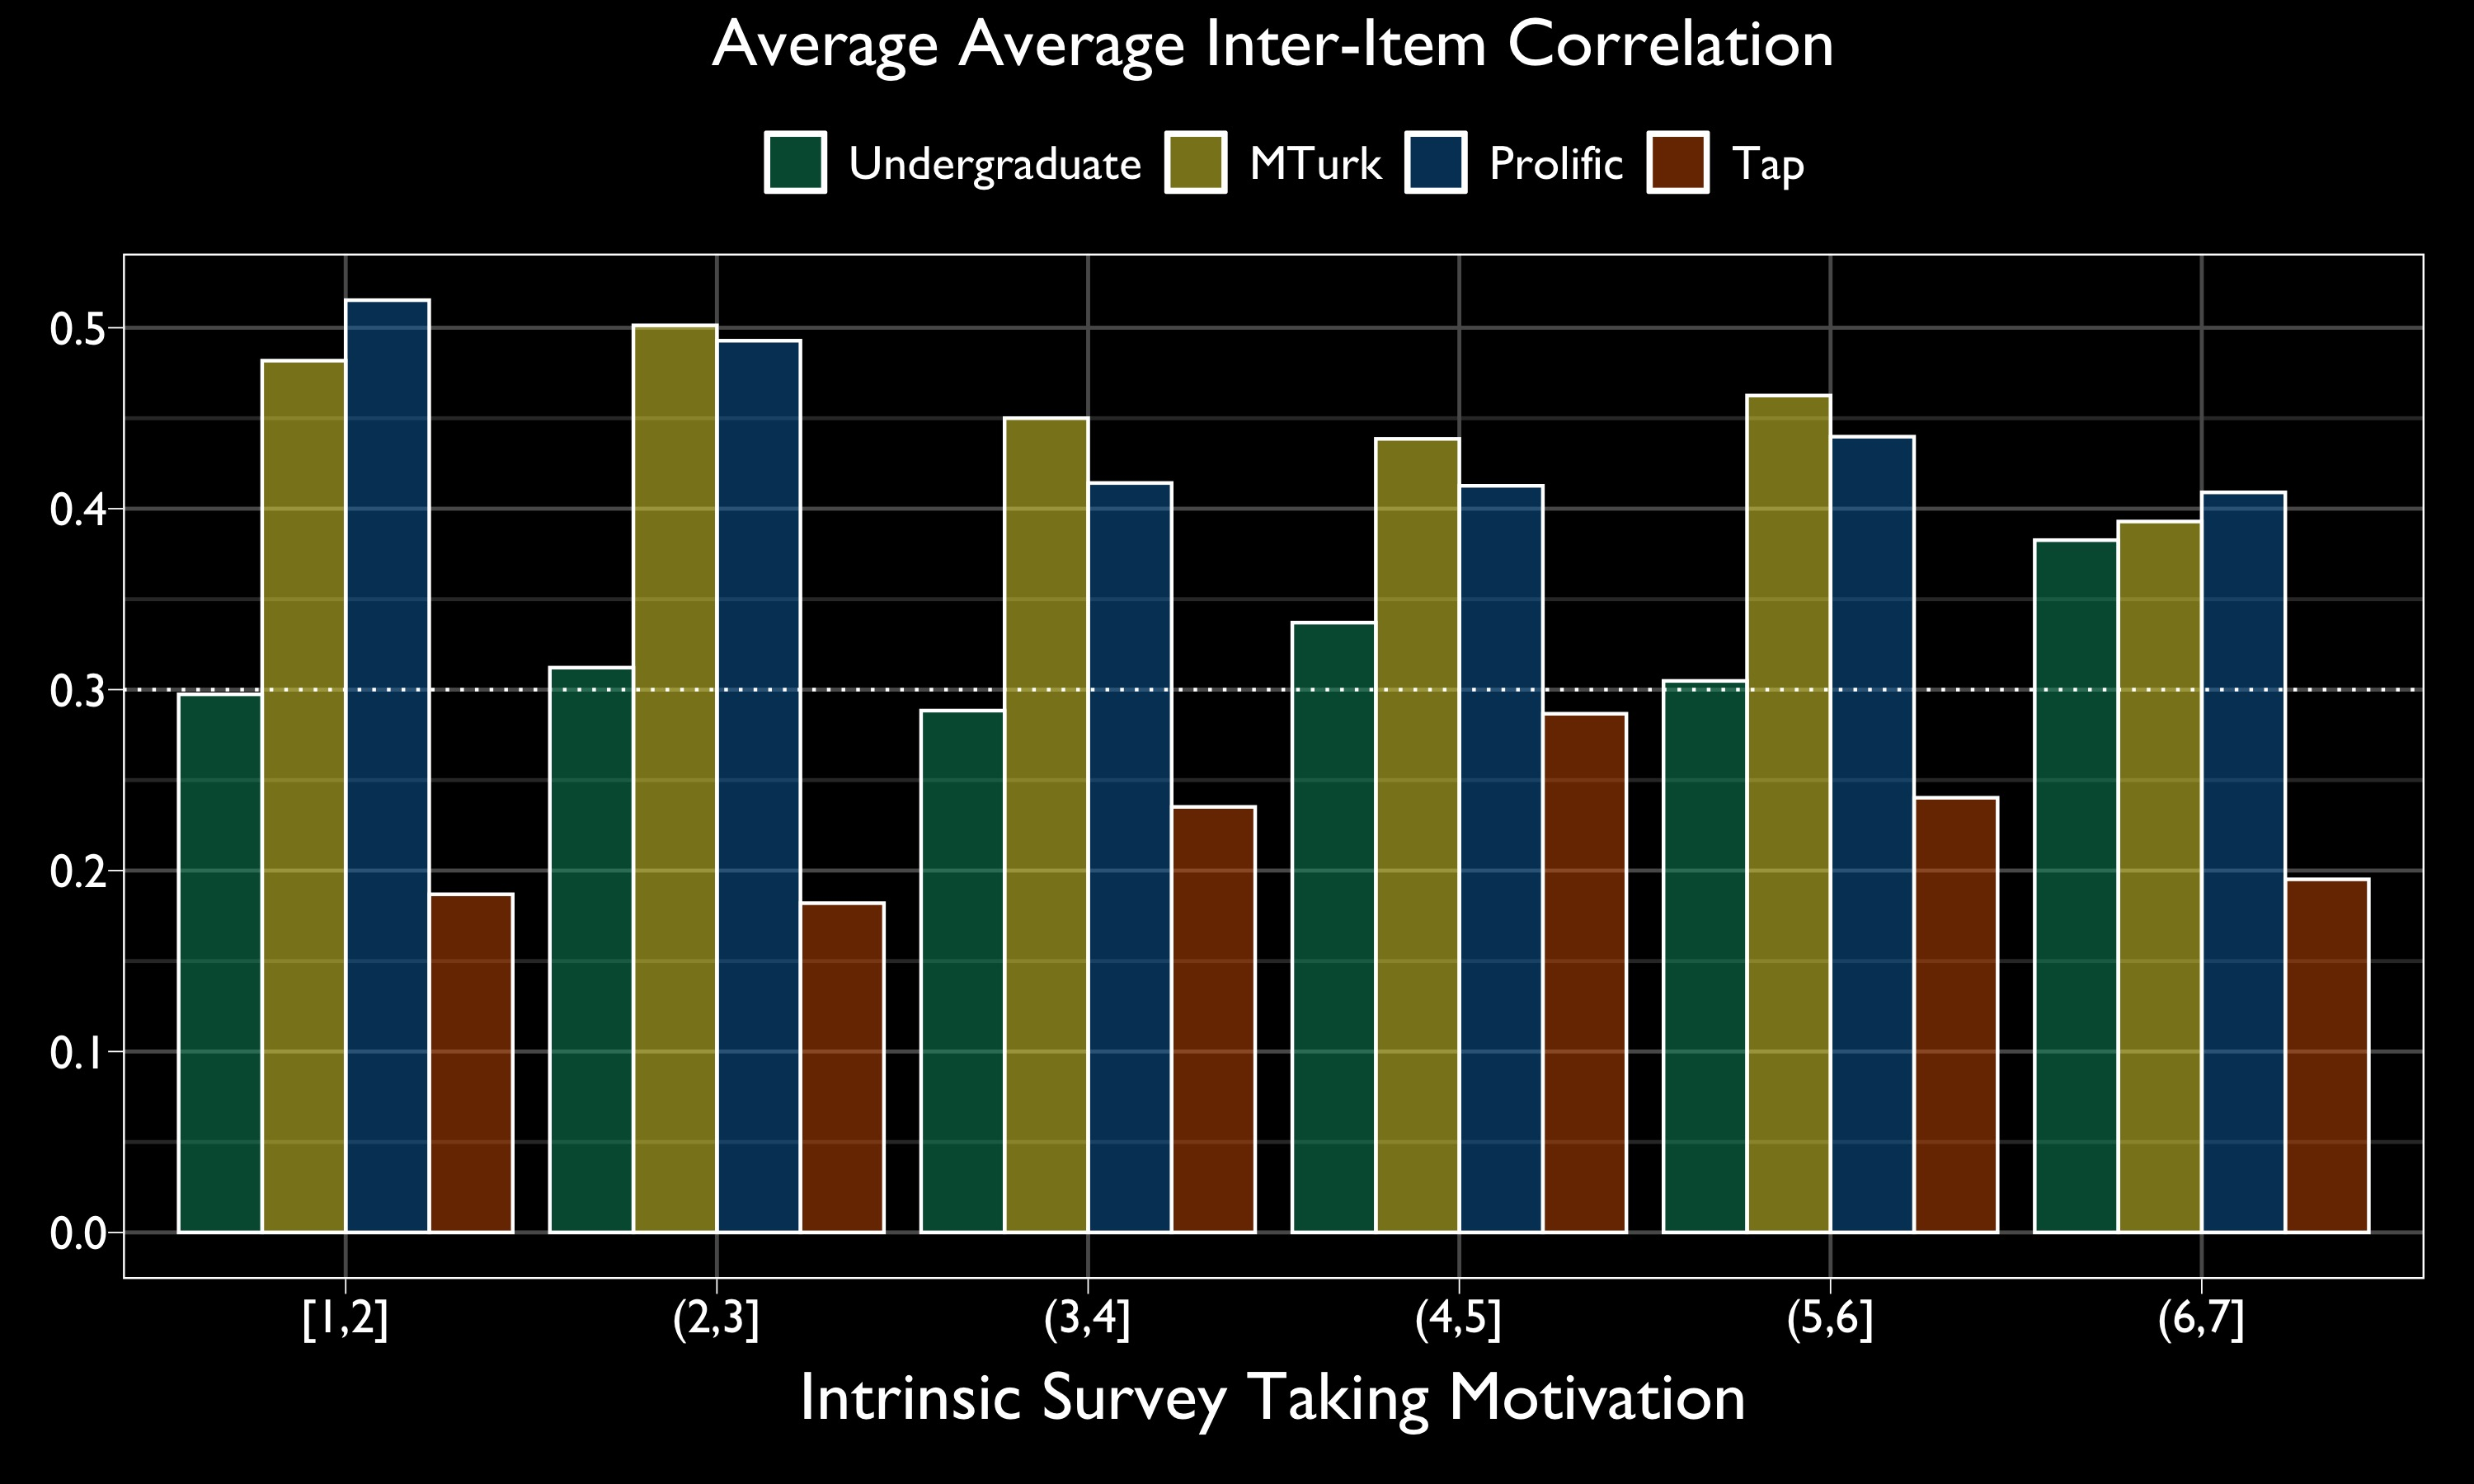 Average Average Inter-Item Correlation
Undergraduate MTurk Prolific Tap
0.5
0.4
0.3
0.2
0.1
0.0
[1,2] (2,3] (3,4] (4,5] (5,6] (6,7]
Intrinsic Survey Taking Motivation